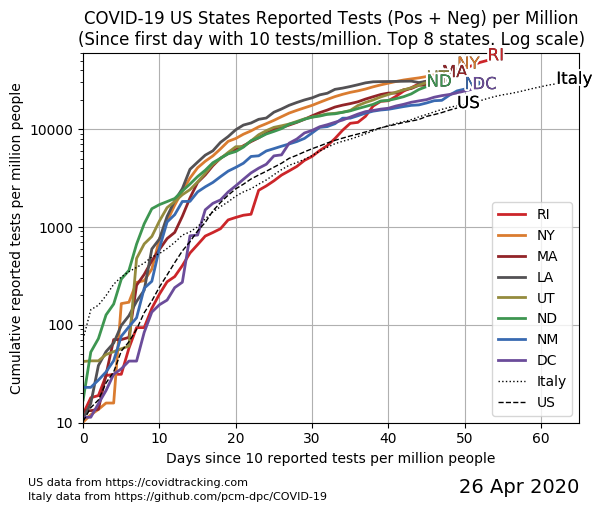 COVID-19 US States Reported Tests (Pos + Neg) per Million
(Since first day with 10 tests/million. Top 8 states. Log scale)
Cumulative reported tests per million people
10000
1000
100
10
RI
NY
MA
ND
DC
US
Italy
RI
NY
MA
LA
UT
ND
NM
DC
Italy
US
0
10
20
30
40
50
60
Days since 10 reported tests per million people
US data from https://covidtracking.com
Italy data from https://github.com/pcm-dpc/COVID-19
26 Apr 2020